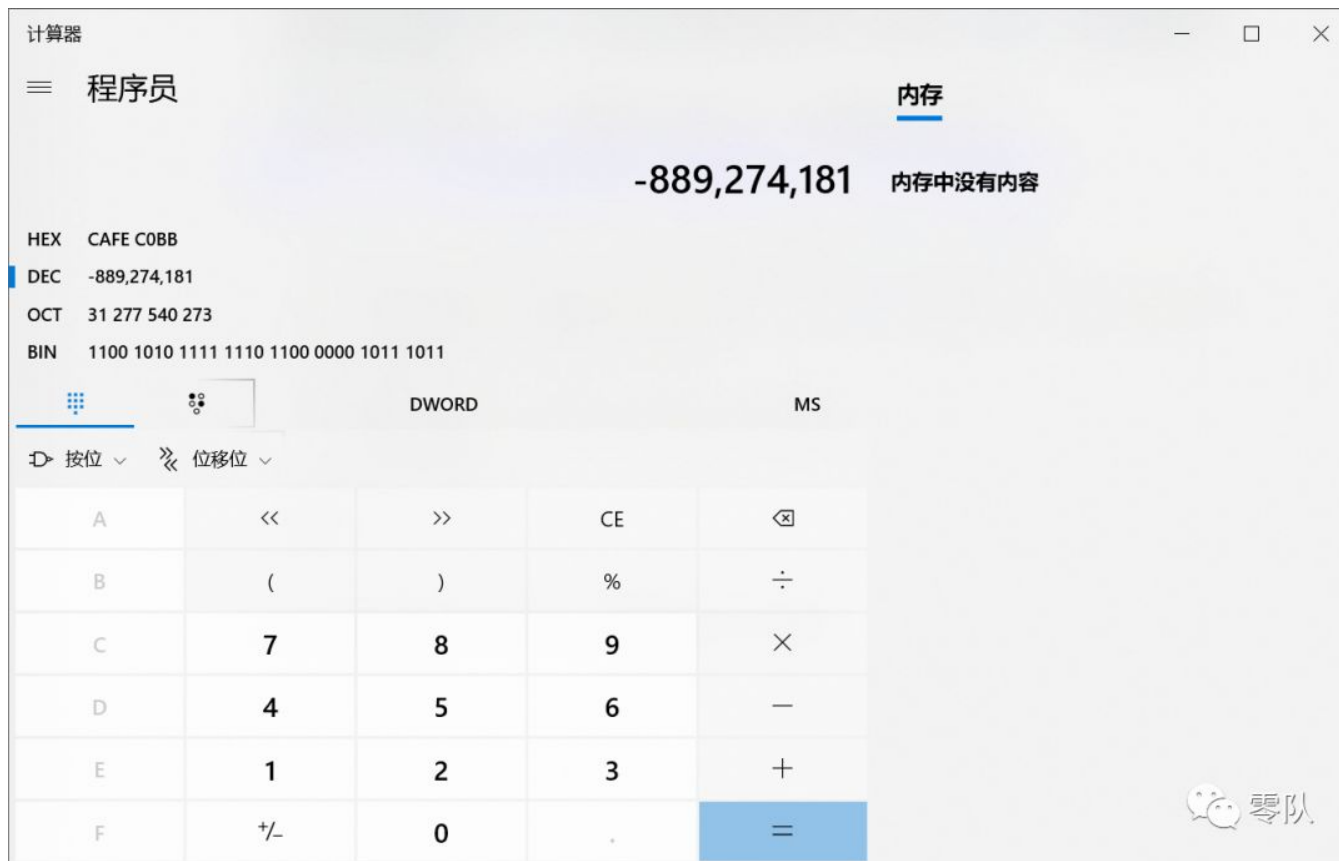 计算器
程序员
内存
-889,274,181
内存中没有内容
HEX CAFE C0BB
DEC -889,274,181
OCT 31 277 540 273
BIN 1100 1010 1111 1110 1100 0000 1011 1011
DWORD MS
按位 位移位
A << >> CE
B ( ) % ÷
C 7 8 9 ×
D 4 5 6 −
E 1 2 3 +
F +/− 0 . =
零队